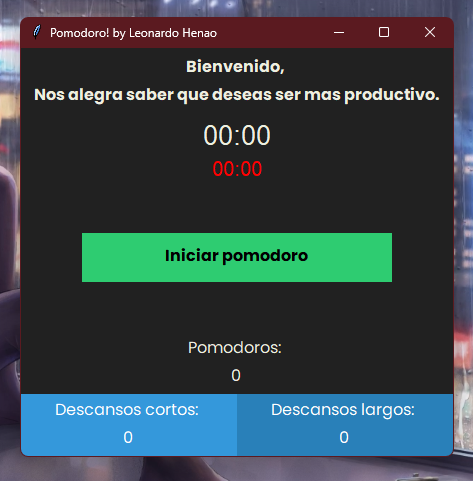 Pomodoro! by Leonardo Henao
Bienvenido,
Nos alegra saber que deseas ser mas productivo.
00:00
00:00
Iniciar pomodoro
Pomodoros:
0
Descansos cortos:
0
Descansos largos:
0